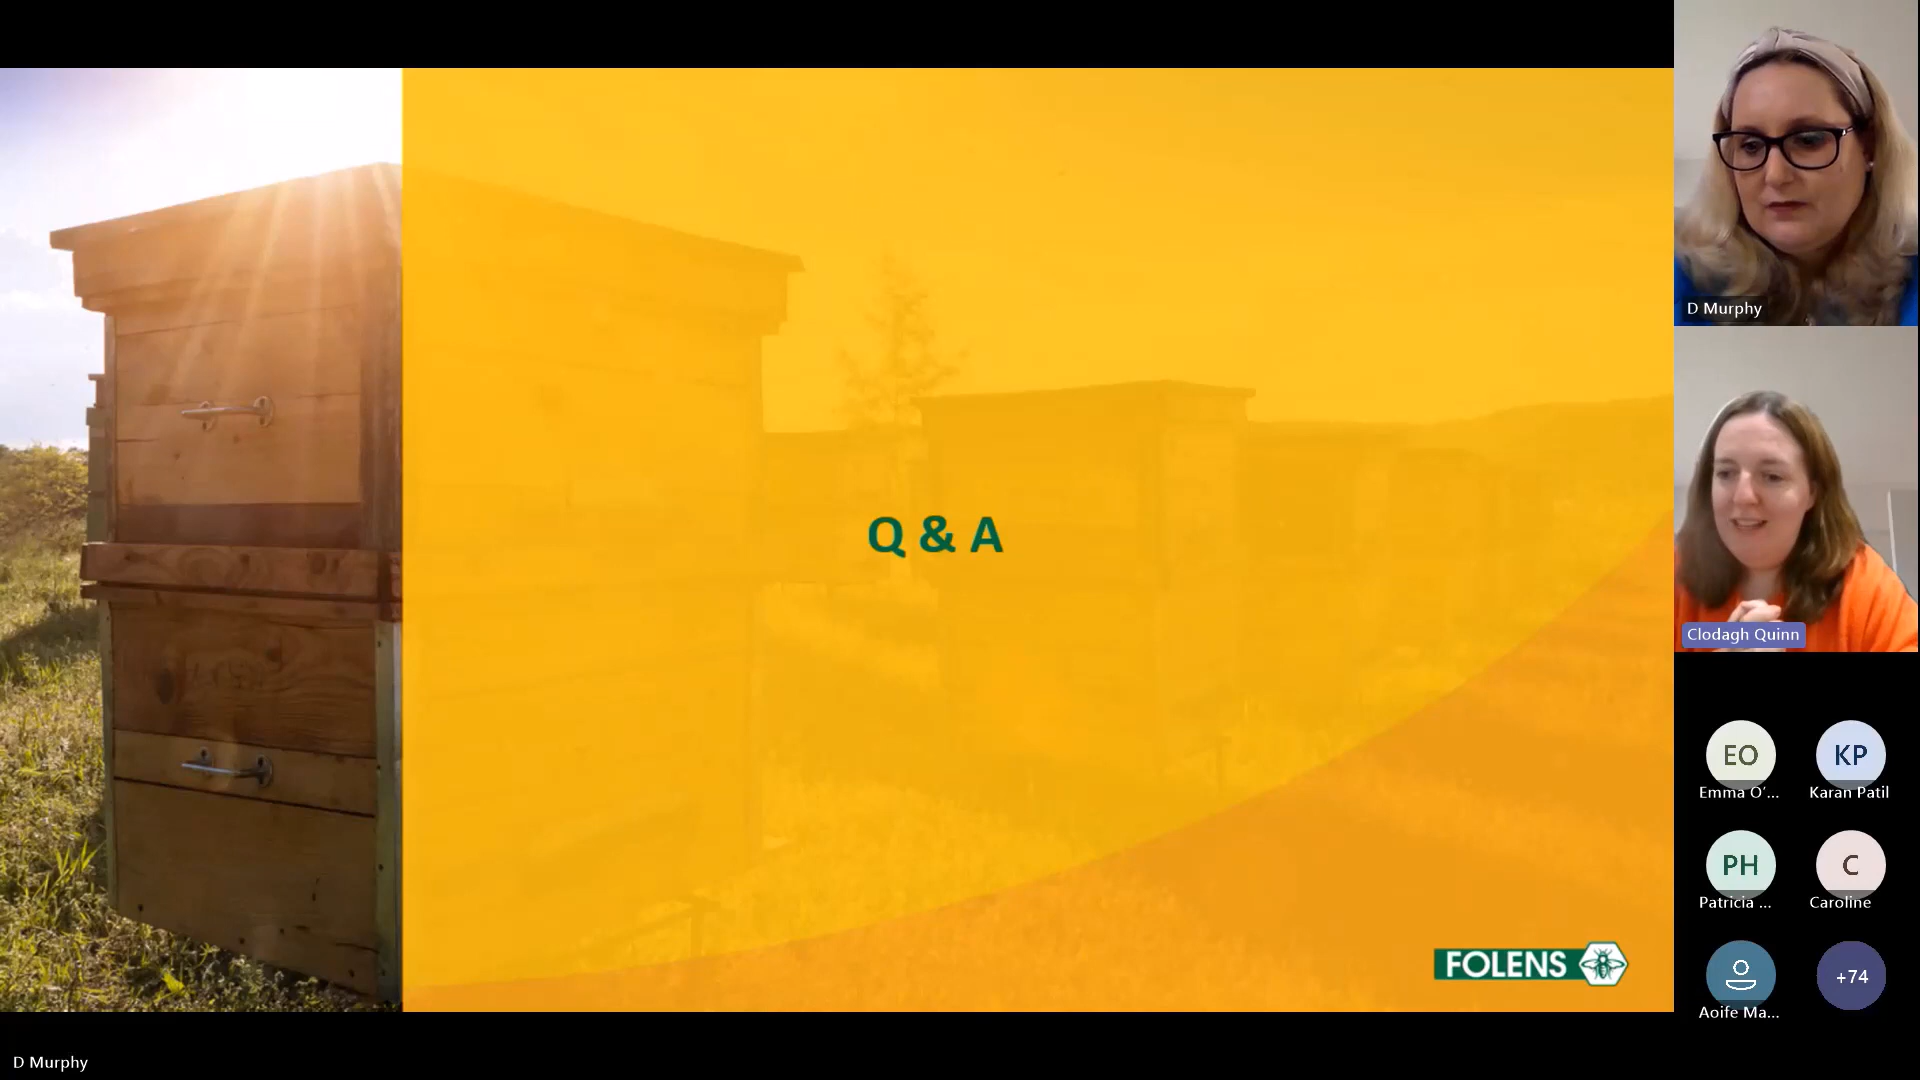 Q & A
FOLENS
D Murphy
Clodagh Quinn
EO
Emma O'...
KP
Karan Patil
PH
Patricia ...
C
Caroline
Aoife Ma...
+74
D Murphy